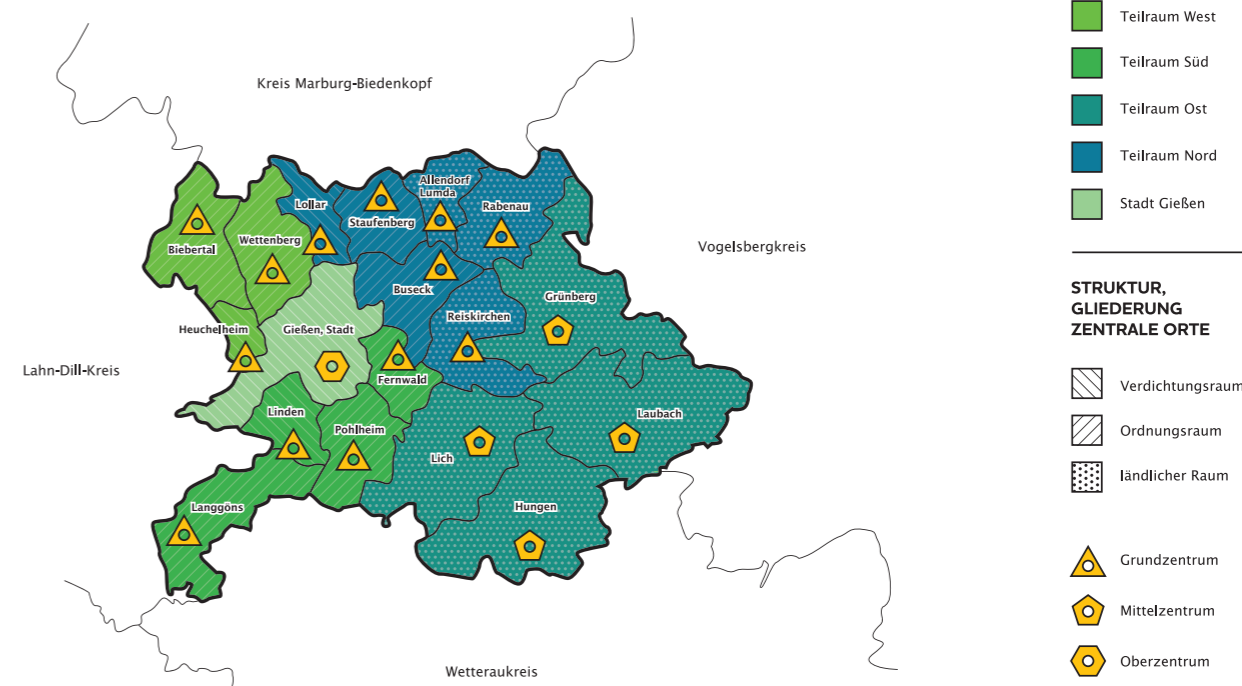 Kreis Marburg-Biedenkopf
Vogelsbergkreis
Lahn-Dill-Kreis
Wetteraukreis
Biebertal
Wettenberg
Lollar
Staufenberg
Allendorf
Lumda
Rabenau
Buseck
Reiskirchen
Grünberg
Heuchelheim
Gießen, Stadt
Fernwald
Linden
Pohlheim
Lich
Laubach
Langgöns
Hungen
Teilraum West
Teilraum Süd
Teilraum Ost
Teilraum Nord
Stadt Gießen
STRUKTUR,
GLIEDERUNG
ZENTRALE ORTE
Verdichtungsraum
Ordnungsraum
ländlicher Raum
Grundzentrum
Mittelzentrum
Oberzentrum